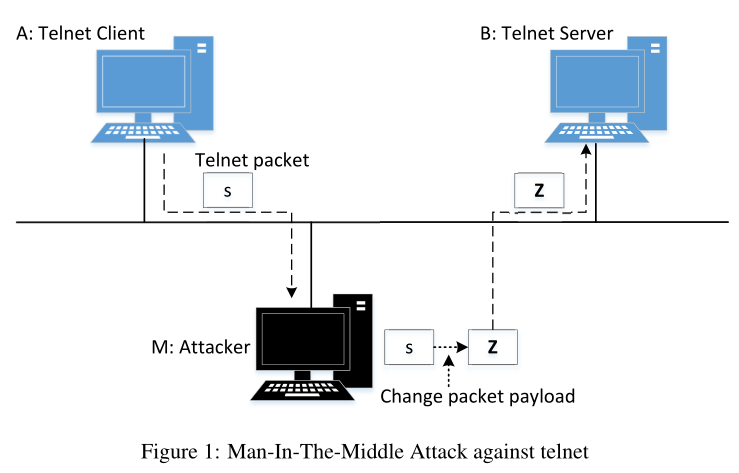 A: Telnet Client
B: Telnet Server
Telnet packet
s
Z
M: Attacker
s
Z
Change packet payload
Figure 1: Man-In-The-Middle Attack against telnet